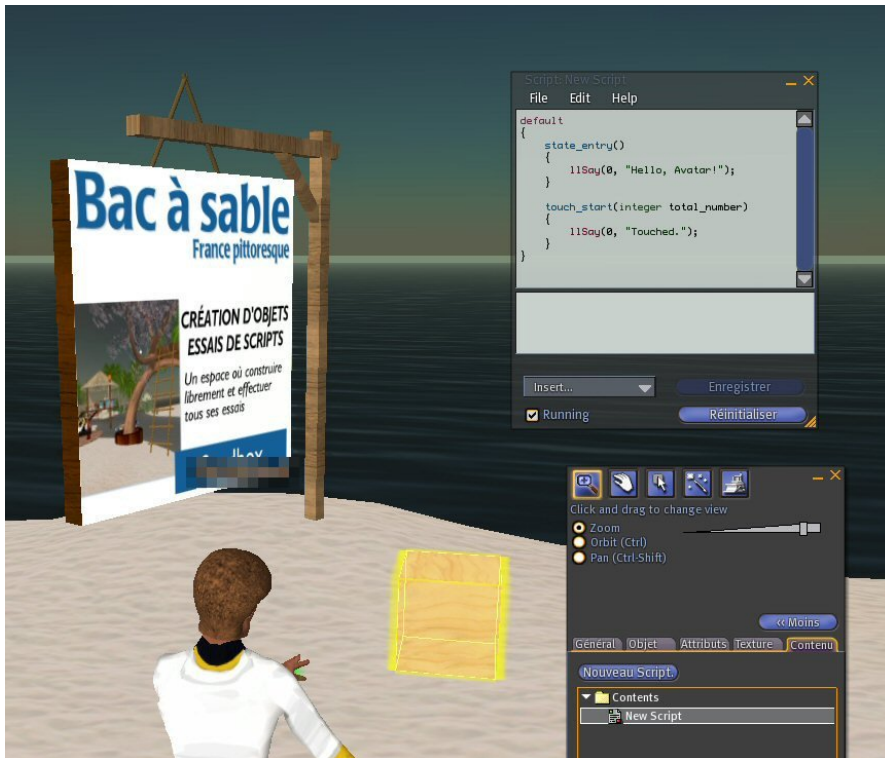 Bac à sable
France pittoresque
CRÉATION D'OBJETS
ESSAIS DE SCRIPTS
Un espace où construire
librement et effectuer
tous ses essais
Script: New Script
File Edit Help
default
{
    state_entry()
    {
        llSay(0, "Hello, Avatar!");
    }
    touch_start(integer total_number)
    {
        llSay(0, "Touched.");
    }
}
Insert... Enregistrer
Running Réinitialiser
Click and drag to change view
Zoom
Orbit (Ctrl)
Pan (Ctrl-Shift)
<< Moins
Général Objet Attributs Texture Contenu
Nouveau Script.
Contents
New Script